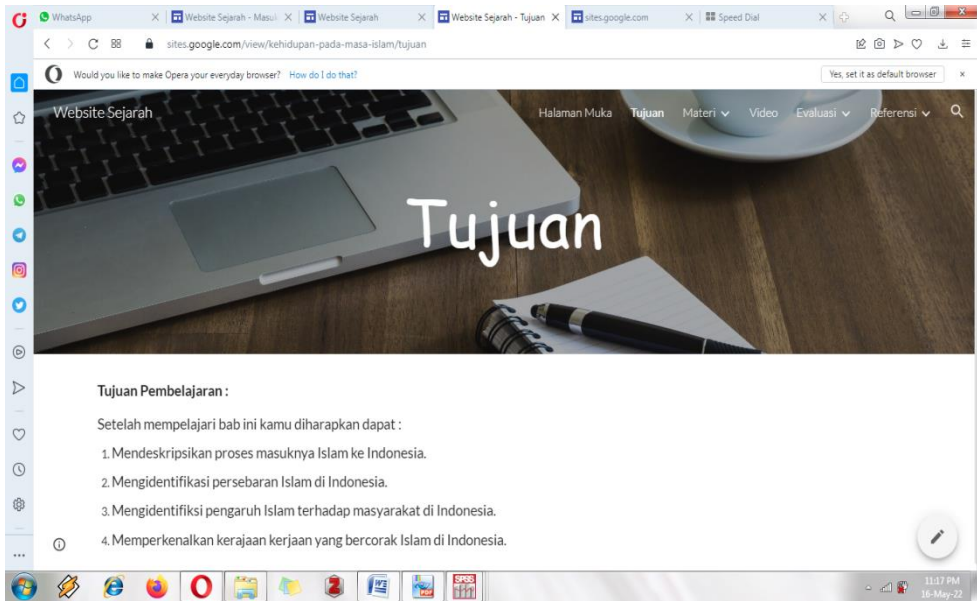 WhatsApp
Website Sejarah - Masuk
Website Sejarah
Website Sejarah - Tujuan
sites.google.com
Speed Dial
sites.google.com/view/kehidupan-pada-masa-islam/tujuan
Would you like to make Opera your everyday browser? How do I do that?
Yes, set it as default browser
Website Sejarah
Halaman Muka
Tujuan
Materi
Video
Evaluasi
Referensi
Tujuan
Tujuan Pembelajaran :
Setelah mempelajari bab ini kamu diharapkan dapat :
1. Mendeskripsikan proses masuknya Islam ke Indonesia.
2. Mengidentifikasi persebaran Islam di Indonesia.
3. Mengidentifiksi pengaruh Islam terhadap masyarakat di Indonesia.
4. Memperkenalkan kerajaan kerjaan yang bercorak Islam di Indonesia.
PDF
SPSS
11:17 PM
16-May-22